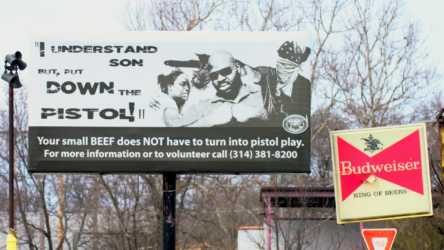 "I UNDERSTAND
SON
BUT, PUT
DOWN THE
PISTOL!"
Your small BEEF does NOT have to turn into pistol play.
For more information or to volunteer call (314) 381-8200
Budweiser
KING OF BEERS